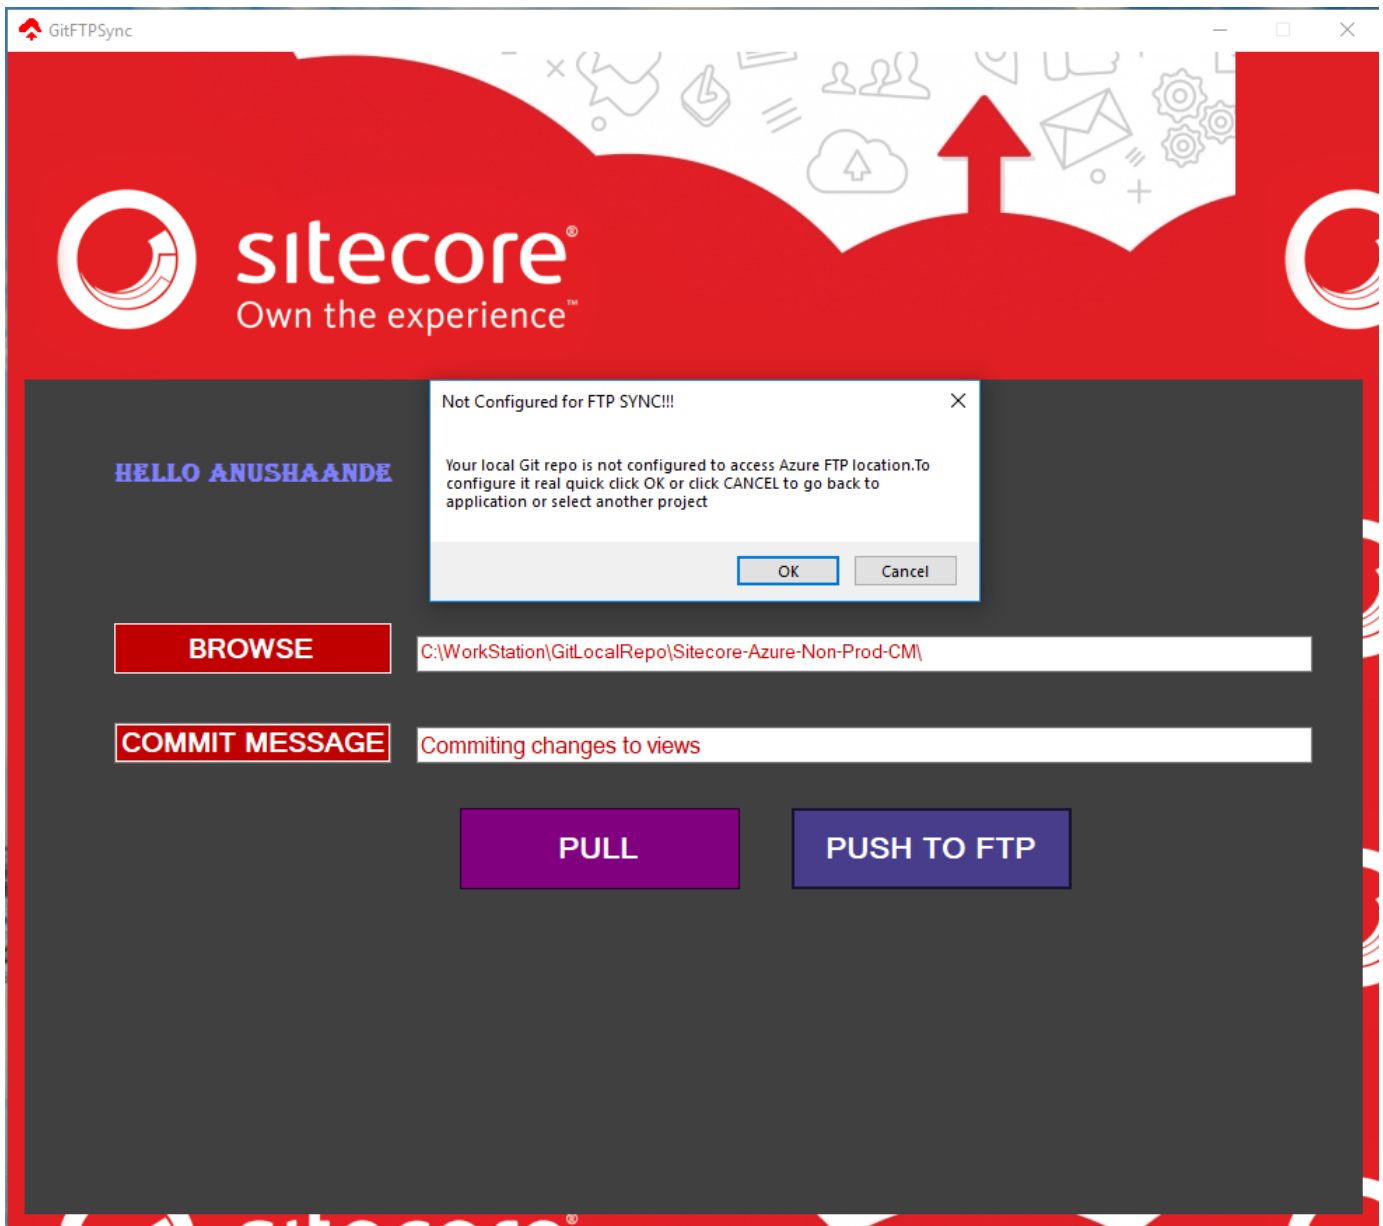 GitFTPSync
sitecore®
Own the experience™
Not Configured for FTP SYNC!!!
Your local Git repo is not configured to access Azure FTP location.To
configure it real quick click OK or click CANCEL to go back to
application or select another project
OK Cancel
HELLO ANUSHAANDE
BROWSE
C:\WorkStation\GitLocalRepo\Sitecore-Azure-Non-Prod-CM\
COMMIT MESSAGE
Commiting changes to views
PULL PUSH TO FTP
sitecore®